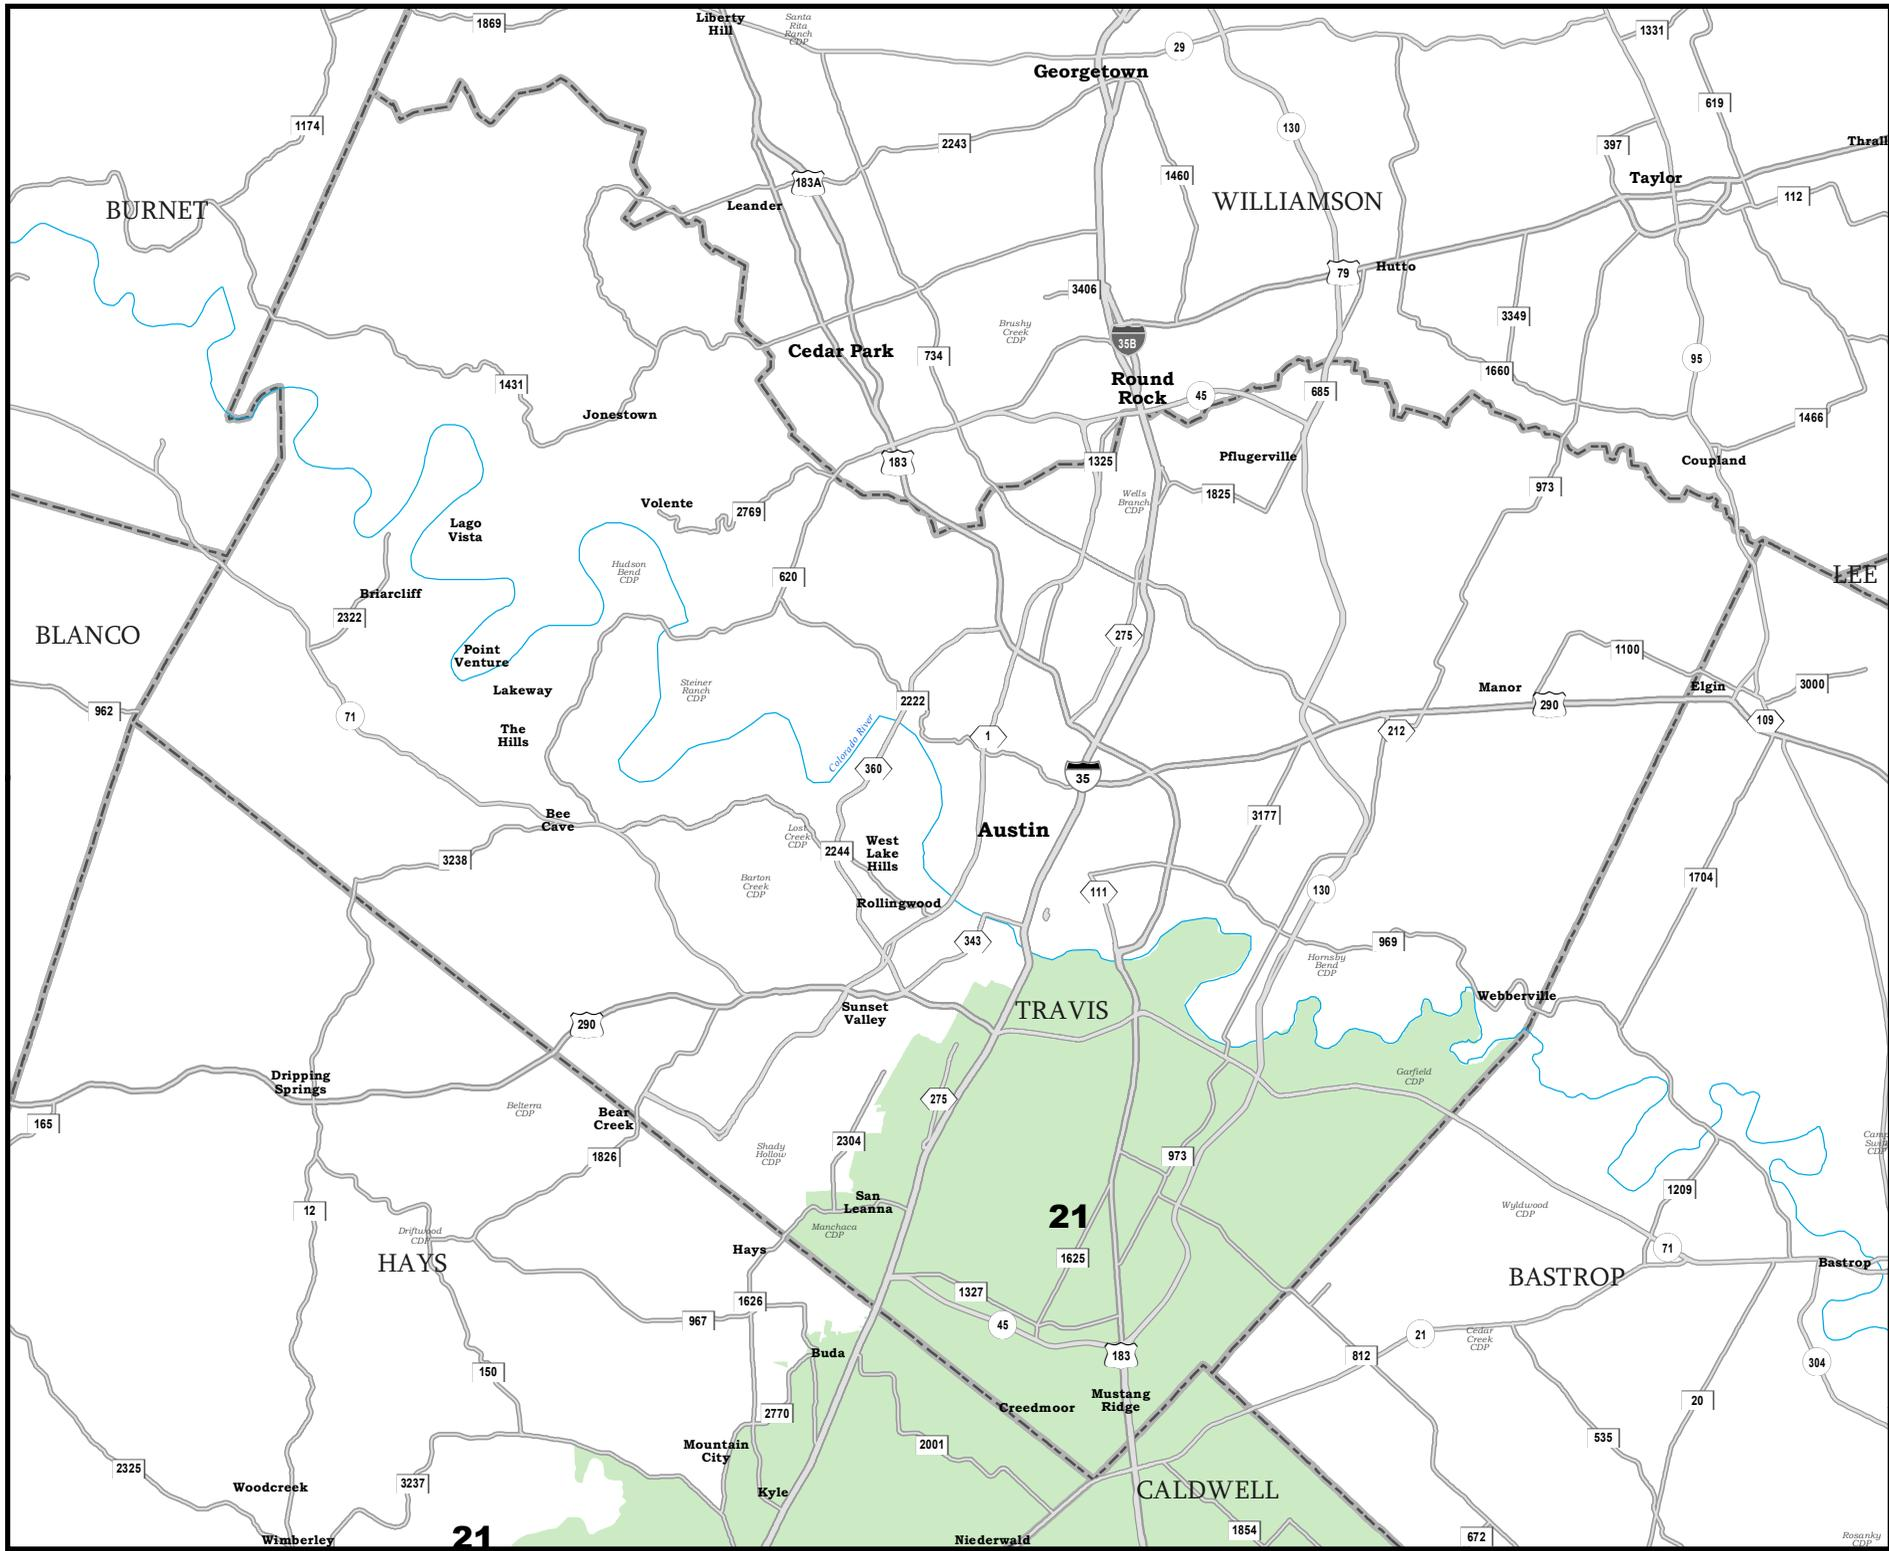 1869
Liberty
Hill
Santa
Rita
Ranch
CDP
29
1331
Georgetown
619
1174
130
2243
397
Thrall
1460
183A
Taylor
112
WILLIAMSON
BURNET
Leander
79
Hutto
3406
3349
Brushy
Creek
CDP
35B
Cedar Park
734
95
1660
1431
Round
Rock
45
685
Jonestown
1466
183
1325
Pflugerville
Coupland
1825
973
Wells
Branch
CDP
Volente
2769
Lago
Vista
Hudson
Bend
CDP
620
LEE
Briarcliff
2322
BLANCO
275
1100
Point
Venture
Steiner
Ranch
CDP
Lakeway
Manor
Elgin
3000
962
71
2222
290
109
The
Hills
Colorado River
1
212
360
35
Bee
Cave
Austin
3177
Lost
Creek
CDP
2244
West
Lake
Hills
3238
1704
Barton
Creek
CDP
111
130
Rollingwood
343
969
Hornsby
Bend
CDP
Webberville
Sunset
Valley
TRAVIS
290
Dripping
Springs
Garfield
CDP
165
Belterra
CDP
Bear
Creek
275
Shady
Hollow
CDP
2304
1826
973
Camp
Swift
CDP
12
San
Leanna
21
1209
Wyldwood
CDP
Driftwood
CDP
Manchaca
CDP
Hays
1625
71
HAYS
BASTROP
Bastrop
1327
1626
967
45
21
Cedar
Creek
CDP
Buda
183
812
304
150
Creedmoor
Mustang
Ridge
20
2770
2001
535
Mountain
City
2325
3237
Woodcreek
Kyle
CALDWELL
Wimberley
21
Niederwald
1854
672
Rosanky
CDP